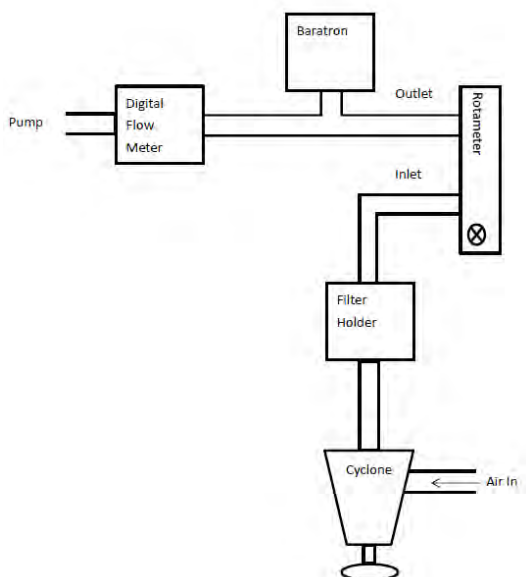 Baratron
Outlet
Digital
Flow
Meter
Pump
Rotameter
Inlet
Filter
Holder
Cyclone
Air In